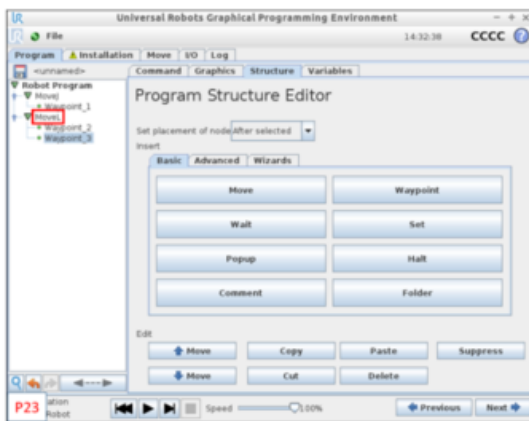 Universal Robots Graphical Programming Environment
File 14:32:38 CCCC ?
Program Installation Move I/O Log
<unnamed> Command Graphics Structure Variables
Robot Program
MoveJ
Waypoint_1
MoveL
Waypoint_2
Waypoint_3
Program Structure Editor
Set placement of node After selected
Insert
Basic Advanced Wizards
Move Waypoint
Wait Set
Popup Halt
Comment Folder
Edit
Move Copy Paste Suppress
Move Cut Delete
P23 ation
Robot Speed 100% Previous Next